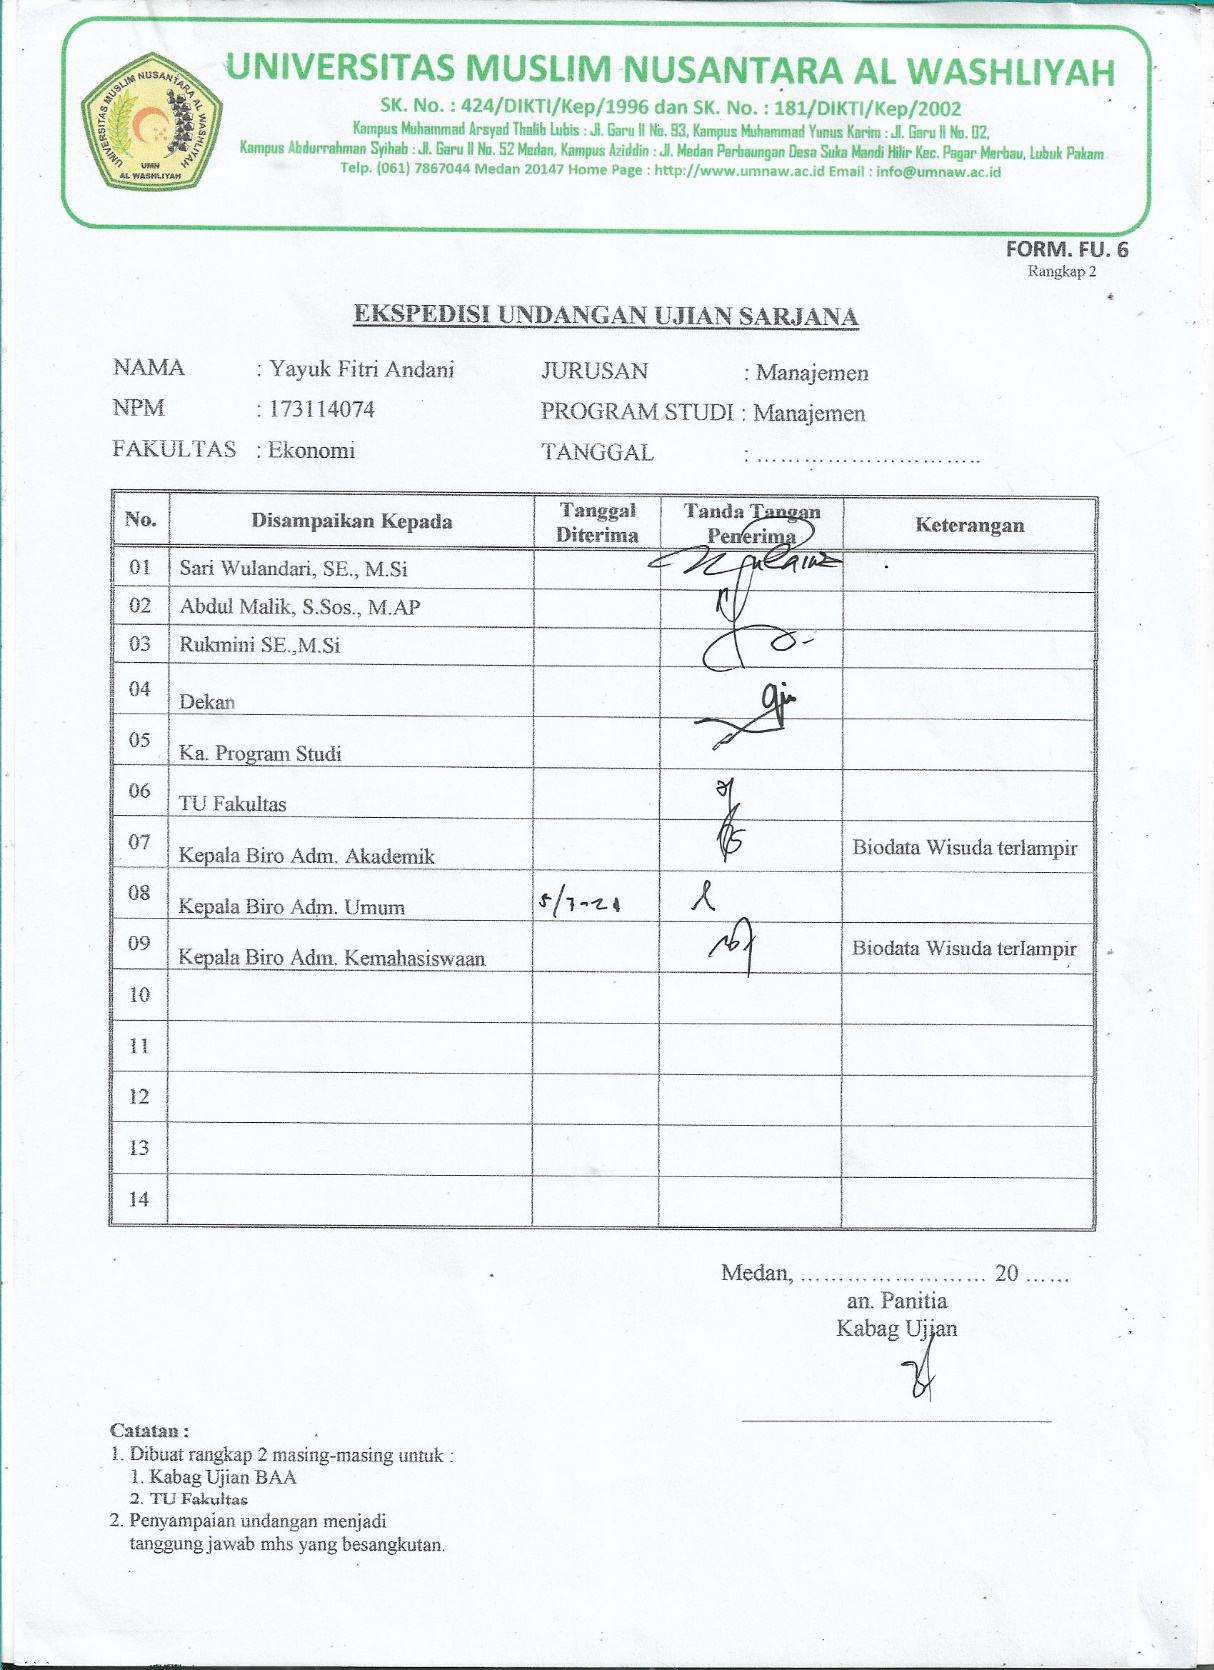 UNIVERSITAS MUSLIM NUSANTARA AL WASHLIYAH
UNIVERSITAS MUSLIM NUSANTARA AL WASHLIYAH
UMN
AL WASHLIYAH
SK. No. : 424/DIKTI/Kep/1996 dan SK. No. : 181/DIKTI/Kep/2002
Kampus Muhammad Arsyad Thalib Lubis : Jl. Garu II No. 93, Kampus Muhammad Yunus Karim : Jl. Garu II No. 02,
Kampus Abdurrahman Syihab : Jl. Garu II No. 52 Medan, Kampus Aziddin : Jl. Medan Perbaungan Desa Suka Mandi Hilir Kec. Pagar Merbau, Lubuk Pakam
Telp. (061) 7867044 Medan 20147 Home Page : http://www.umnaw.ac.id Email : info@umnaw.ac.id
FORM. FU. 6
Rangkap 2
EKSPEDISI UNDANGAN UJIAN SARJANA
NAMA : Yayuk Fitri Andani JURUSAN : Manajemen
NPM : 173114074 PROGRAM STUDI : Manajemen
FAKULTAS : Ekonomi TANGGAL : ...............................
No. Disampaikan Kepada Tanggal Diterima Tanda Tangan Penerima Keterangan
01 Sari Wulandari, SE., M.Si
02 Abdul Malik, S.Sos., M.AP
03 Rukmini SE.,M.Si
04 Dekan
05 Ka. Program Studi
06 TU Fakultas
07 Kepala Biro Adm. Akademik Biodata Wisuda terlampir
08 Kepala Biro Adm. Umum 5/7-21
09 Kepala Biro Adm. Kemahasiswaan Biodata Wisuda terlampir
10
11
12
13
14
Medan, ........................ 20 ......
an. Panitia
Kabag Ujian
Catatan :
1. Dibuat rangkap 2 masing-masing untuk :
1. Kabag Ujian BAA
2. TU Fakultas
2. Penyampaian undangan menjadi
tanggung jawab mhs yang besangkutan.